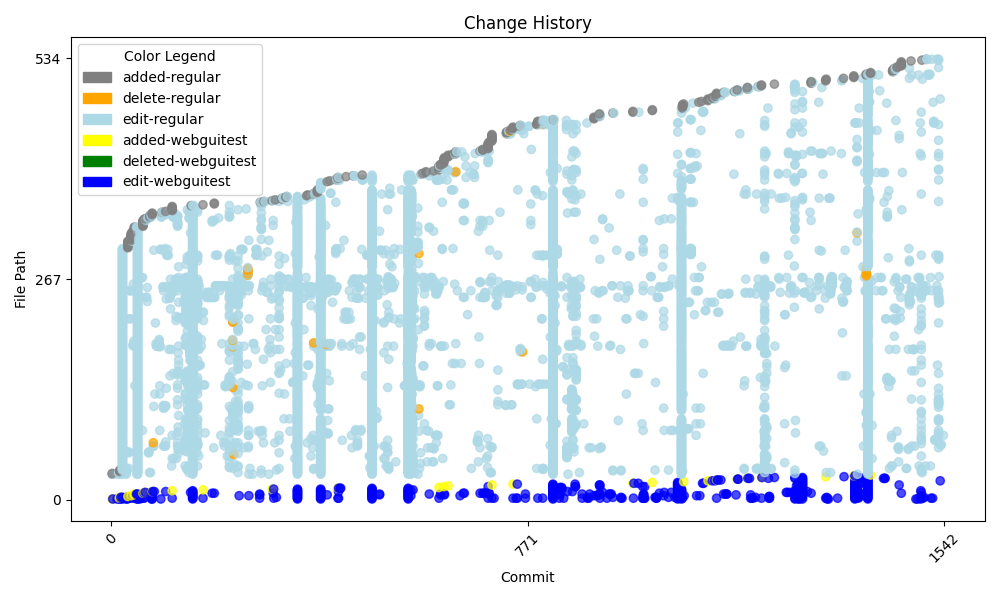 Change History
Color Legend
added-regular
delete-regular
edit-regular
added-webguitest
deleted-webguitest
edit-webguitest
File Path
534
267
0
0
771
1542
Commit